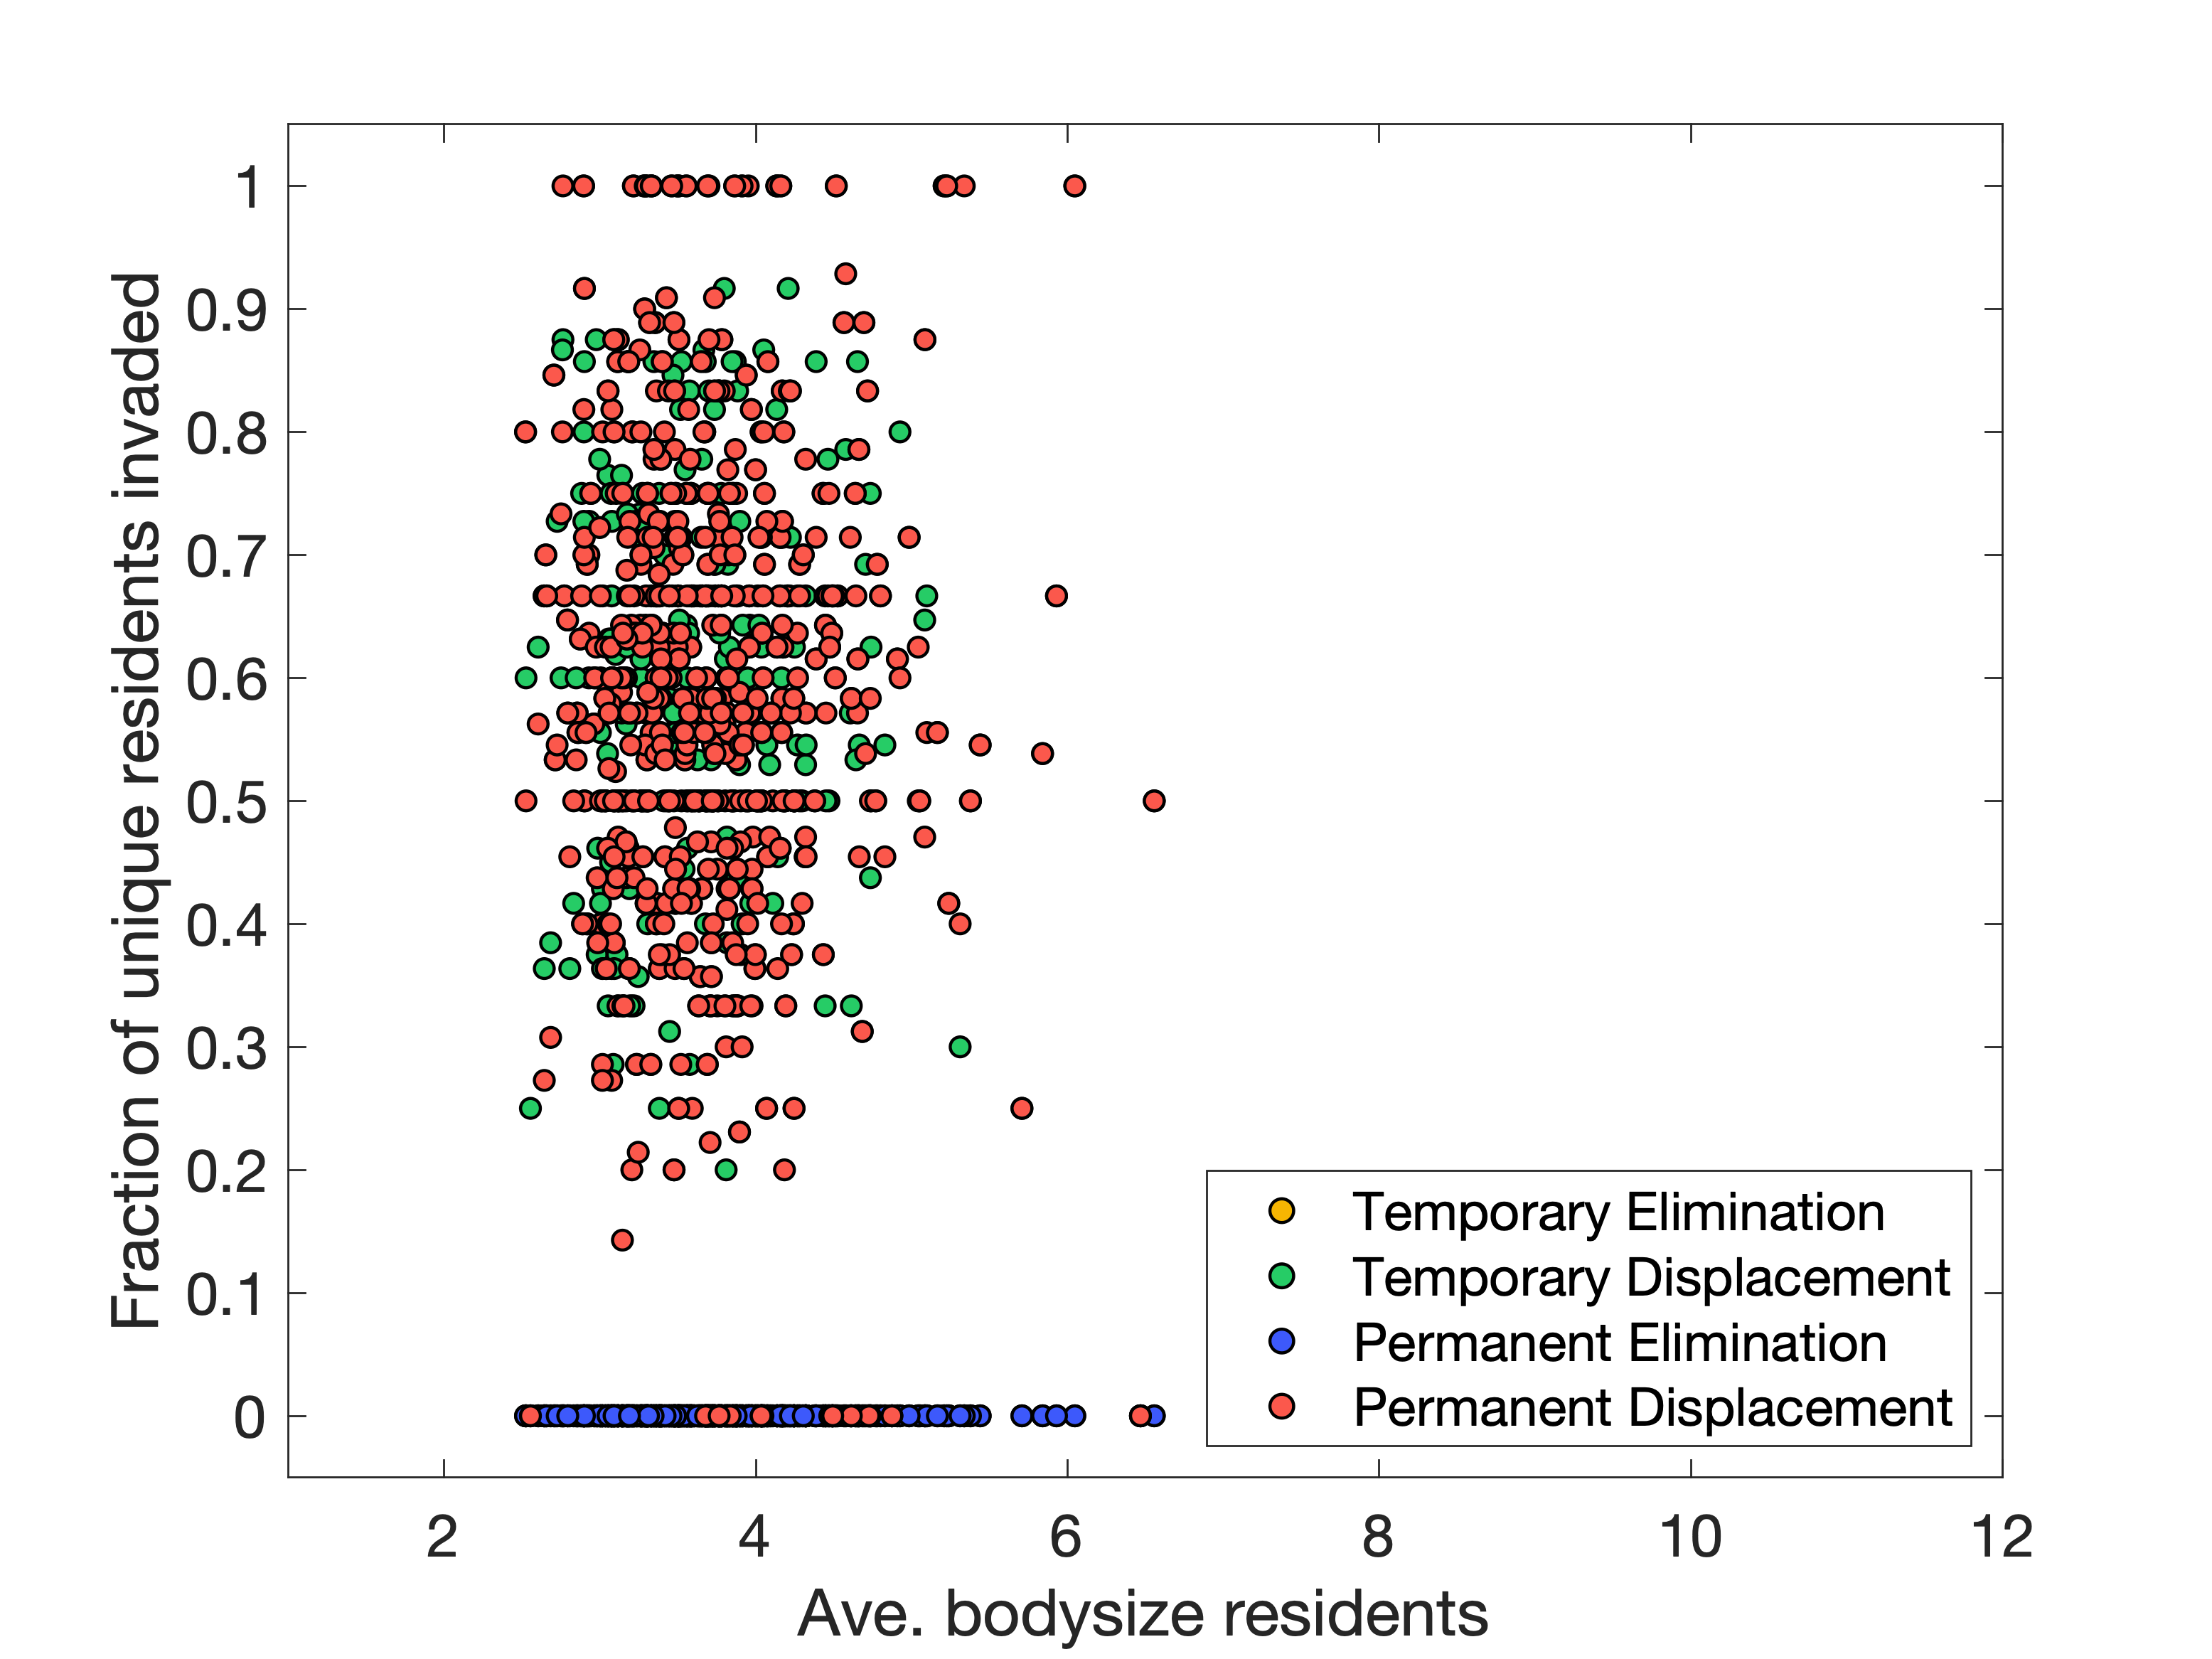 Fraction of unique residents invaded
1
0.9
0.8
0.7
0.6
0.5
0.4
0.3
0.2
0.1
0
Temporary Elimination
Temporary Displacement
Permanent Elimination
Permanent Displacement
2 4 6 8 10 12
Ave. bodysize residents